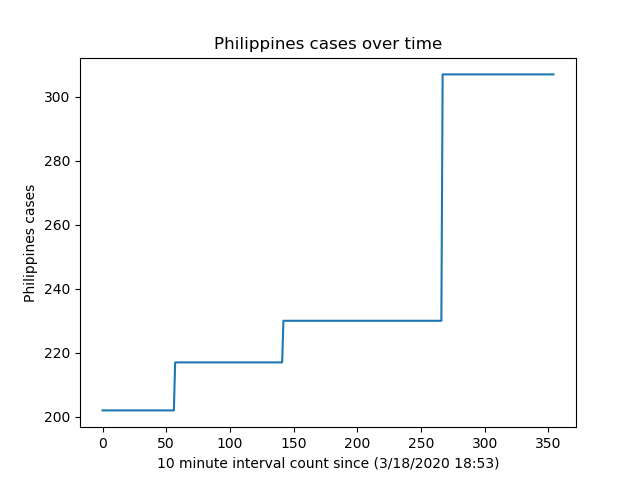 Philippines cases over time
300
280
260
240
220
200
Philippines cases
0 50 100 150 200 250 300 350
10 minute interval count since (3/18/2020 18:53)